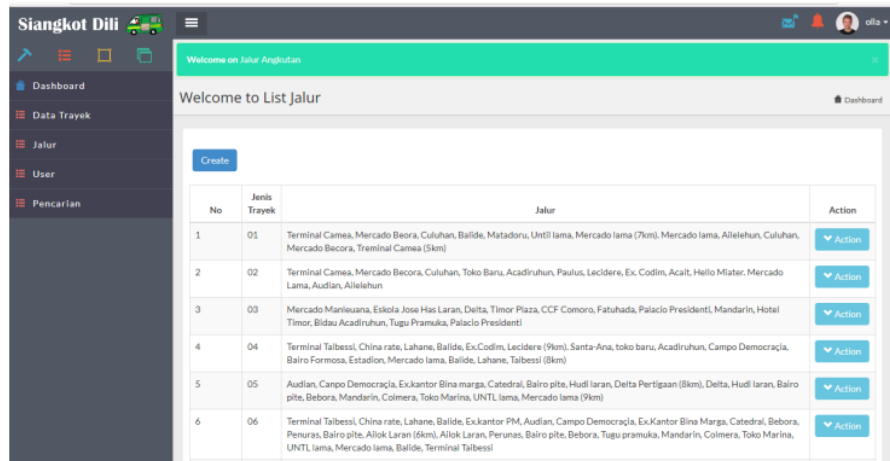 Siangkot Dili
olla
Welcome on Jalur Angkutan
×
Dashboard
Data Trayek
Jalur
User
Pencarian
Welcome to List Jalur
Dashboard
Create
No
Jenis Trayek
Jalur
Action
1
01
Terminal Camea, Mercado Beora, Culuhan, Balide, Matadoru, Until lama, Mercado lama (7km). Mercado lama, Ailelehun, Culuhan,
Mercado Becora, Treminal Camea (5km)
Action
2
02
Terminal Camea, Mercado Becora, Culuhan, Toko Baru, Acadiruhun, Paulus, Lecidere, Ex. Codim, Acait, Hello Miater. Mercado
Lama, Audian, Ailelehun
Action
3
03
Mercado Manleuana, Eskola Jose Has Laran, Delta, Timor Plaza, CCF Comoro, Fatuhada, Palacio Presidenti, Mandarin, Hotel
Timor, Bidau Acadiruhun, Tugu Pramuka, Palacio Presidenti
Action
4
04
Terminal Taibessi, China rate, Lahane, Balide, Ex.Codim, Lecidere (9km). Santa-Ana, toko baru, Acadiruhun, Campo Democraçia,
Bairo Formosa, Estadion, Mercado lama, Balide, Lahane, Taibessi (8km)
Action
5
05
Audian, Canpo Democraçia, Ex.kantor Bina marga, Catedral, Bairo pite, Hudi laran, Delta Pertigaan (8km), Delta, Hudi laran, Bairo
pite, Bebora, Mandarin, Colmera, Toko Marina, UNTL lama, Mercado lama (9km)
Action
6
06
Terminal Taibessi, China rate, Lahane, Balide, Ex.kantor PM, Audian, Campo Democraçia, Ex.Kantor Bina Marga, Catedral, Bebora,
Penuras, Bairo pite, Ailok Laran (6km), Ailok Laran, Perunas, Bairo pite, Bebora, Tugu pramuka, Mandarin, Colmera, Toko Marina,
UNTL lama, Mercado lama, Balide, Terminal Taibessi
Action